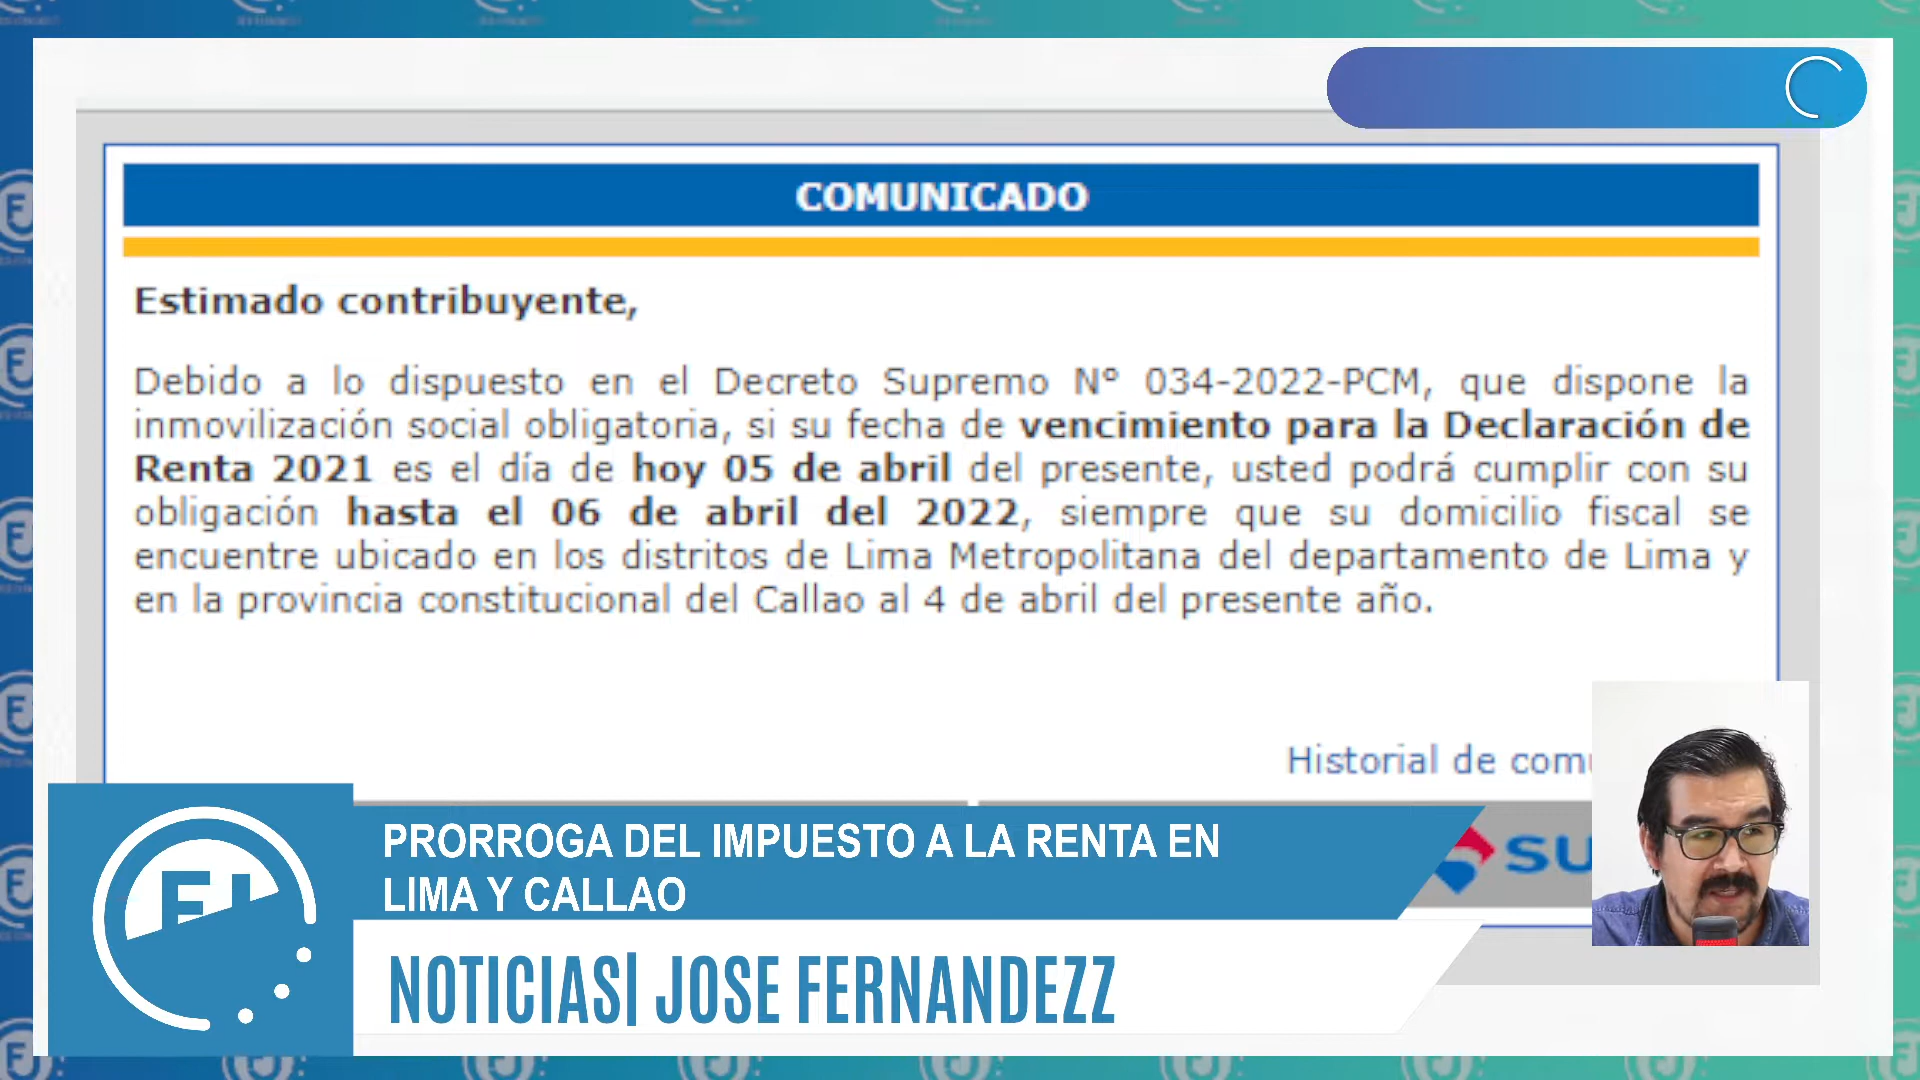 COMUNICADO
Estimado contribuyente,
Debido a lo dispuesto en el Decreto Supremo N° 034-2022-PCM, que dispone la
inmovilización social obligatoria, si su fecha de vencimiento para la Declaración de
Renta 2021 es el día de hoy 05 de abril del presente, usted podrá cumplir con su
obligación hasta el 06 de abril del 2022, siempre que su domicilio fiscal se
encuentre ubicado en los distritos de Lima Metropolitana del departamento de Lima y
en la provincia constitucional del Callao al 4 de abril del presente año.
Historial de com
PRORROGA DEL IMPUESTO A LA RENTA EN
LIMA Y CALLAO
SU
FJ
NOTICIAS| JOSE FERNANDEZZ